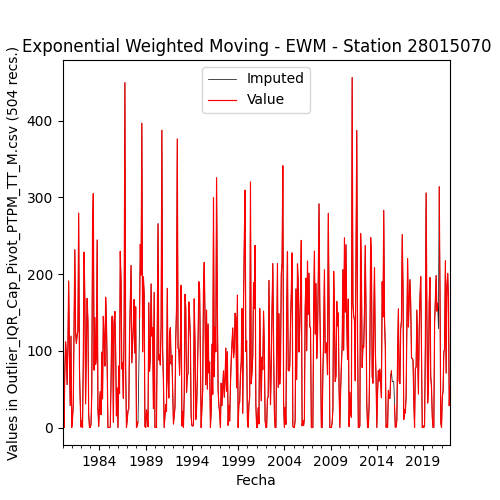 Exponential Weighted Moving - EWM - Station 28015070
Imputed
Value
Values in Outlier_IQR_Cap_Pivot_PTPM_TT_M.csv (504 recs.)
400
300
200
100
0
1984 1989 1994 1999 2004 2009 2014 2019
Fecha